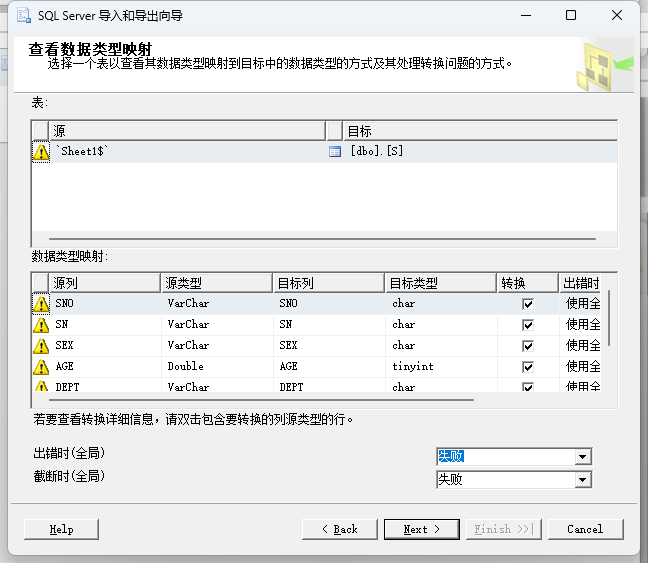 SQL Server 导入和导出向导
查看数据类型映射
选择一个表以查看其数据类型映射到目标中的数据类型的方式及其处理转换问题的方式。
表:
源 目标
`Sheet1$` [dbo].[S]
数据类型映射:
源列 源类型 目标列 目标类型 转换 出错时
SNO VarChar SNO char 使用全
SN VarChar SN char 使用全
SEX VarChar SEX char 使用全
AGE Double AGE tinyint 使用全
DEPT VarChar DEPT char 使用全
若要查看转换详细信息，请双击包含要转换的列源类型的行。
出错时(全局) 失败
截断时(全局) 失败
Help < Back Next > Finish >>| Cancel